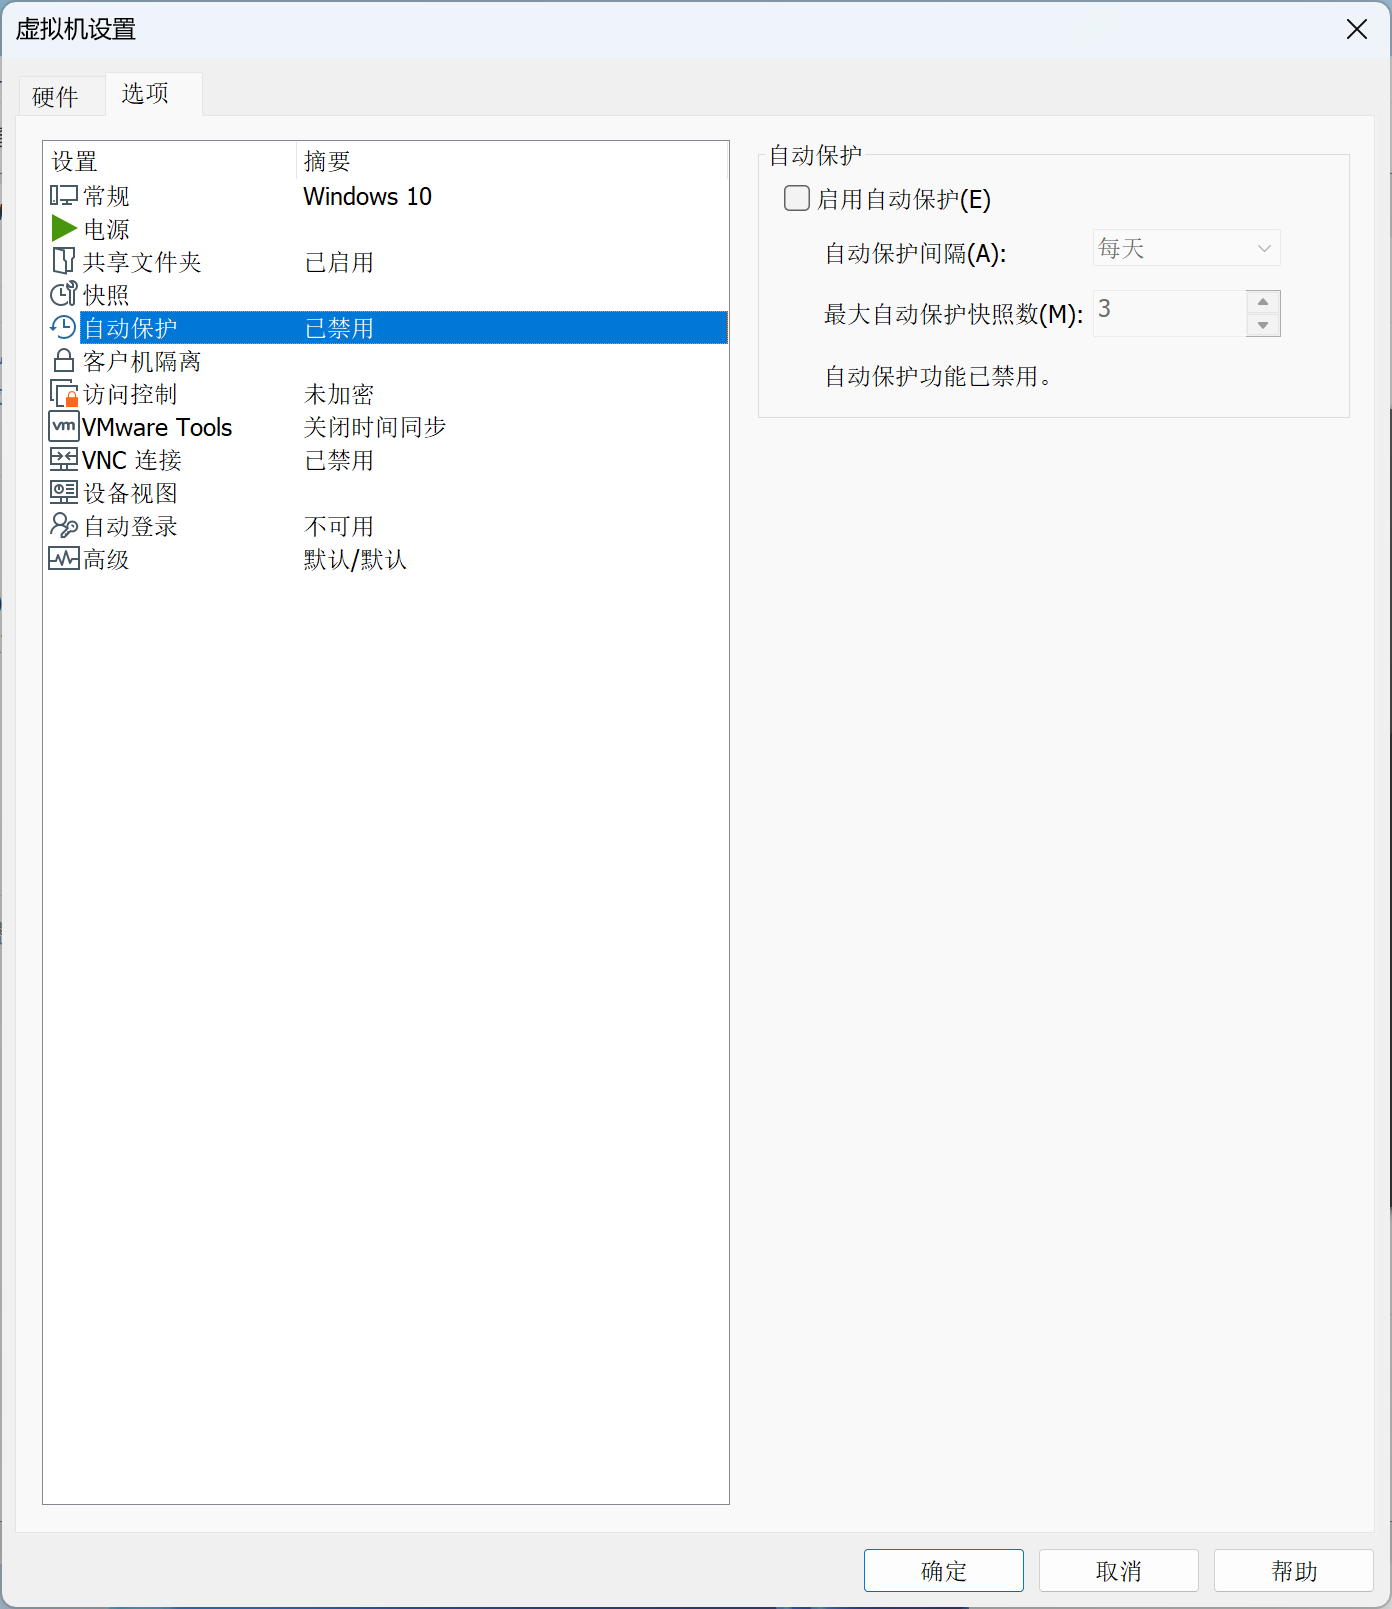 虚拟机设置
硬件 选项
设置 摘要
常规 Windows 10
电源
共享文件夹 已启用
快照
自动保护 已禁用
客户机隔离
访问控制 未加密
vm VMware Tools 关闭时间同步
VNC 连接 已禁用
设备视图
自动登录 不可用
高级 默认/默认
自动保护
启用自动保护(E)
自动保护间隔(A): 每天
最大自动保护快照数(M): 3
自动保护功能已禁用。
确定 取消 帮助